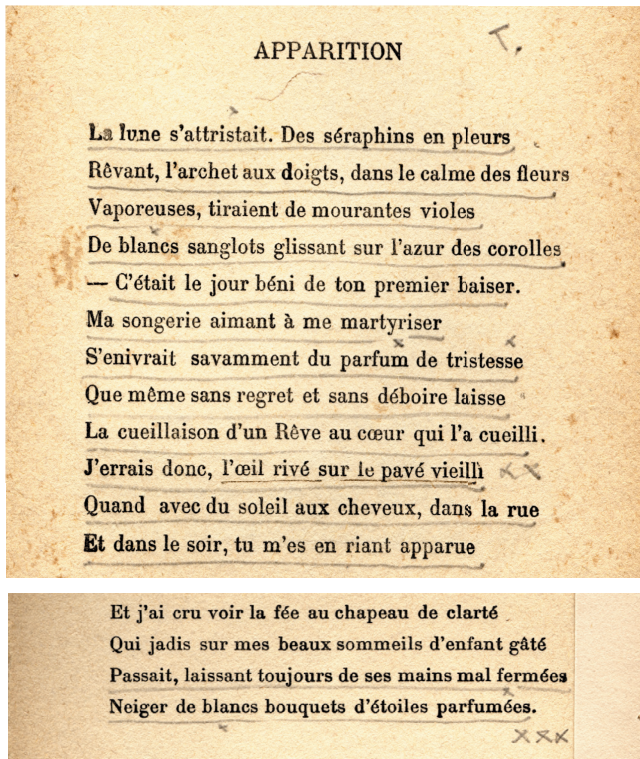 APPARITION
T.
La lune s'attristait. Des séraphins en pleurs
Rêvant, l'archet aux doigts, dans le calme des fleurs
Vaporeuses, tiraient de mourantes violes
De blancs sanglots glissant sur l'azur des corolles
— C'était le jour béni de ton premier baiser.
Ma songerie aimant à me martyriser
S'enivrait savamment du parfum de tristesse
Que même sans regret et sans déboire laisse
La cueillaison d'un Rêve au cœur qui l'a cueilli.
J'errais donc, l'œil rivé sur le pavé vieilli
Quand avec du soleil aux cheveux, dans la rue
Et dans le soir, tu m'es en riant apparue
Et j'ai cru voir la fée au chapeau de clarté
Qui jadis sur mes beaux sommeils d'enfant gâté
Passait, laissant toujours de ses mains mal fermées
Neiger de blancs bouquets d'étoiles parfumées.